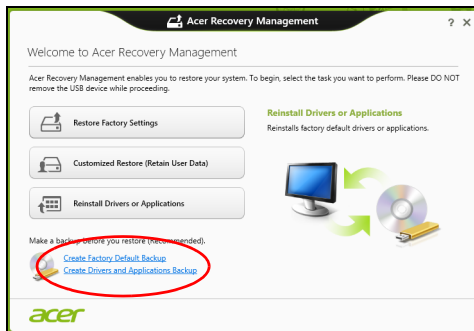 Acer Recovery Management
? X
Welcome to Acer Recovery Management
Acer Recovery Management enables you to restore your system. To begin, select the task you want to perform. Please DO NOT
remove the USB device while proceeding.
Restore Factory Settings
Customized Restore (Retain User Data)
Reinstall Drivers or Applications
Reinstall Drivers or Applications
Reinstalls factory default drivers or applications.
Make a backup before you restore (Recommended).
Create Factory Default Backup
Create Drivers and Applications Backup
acer